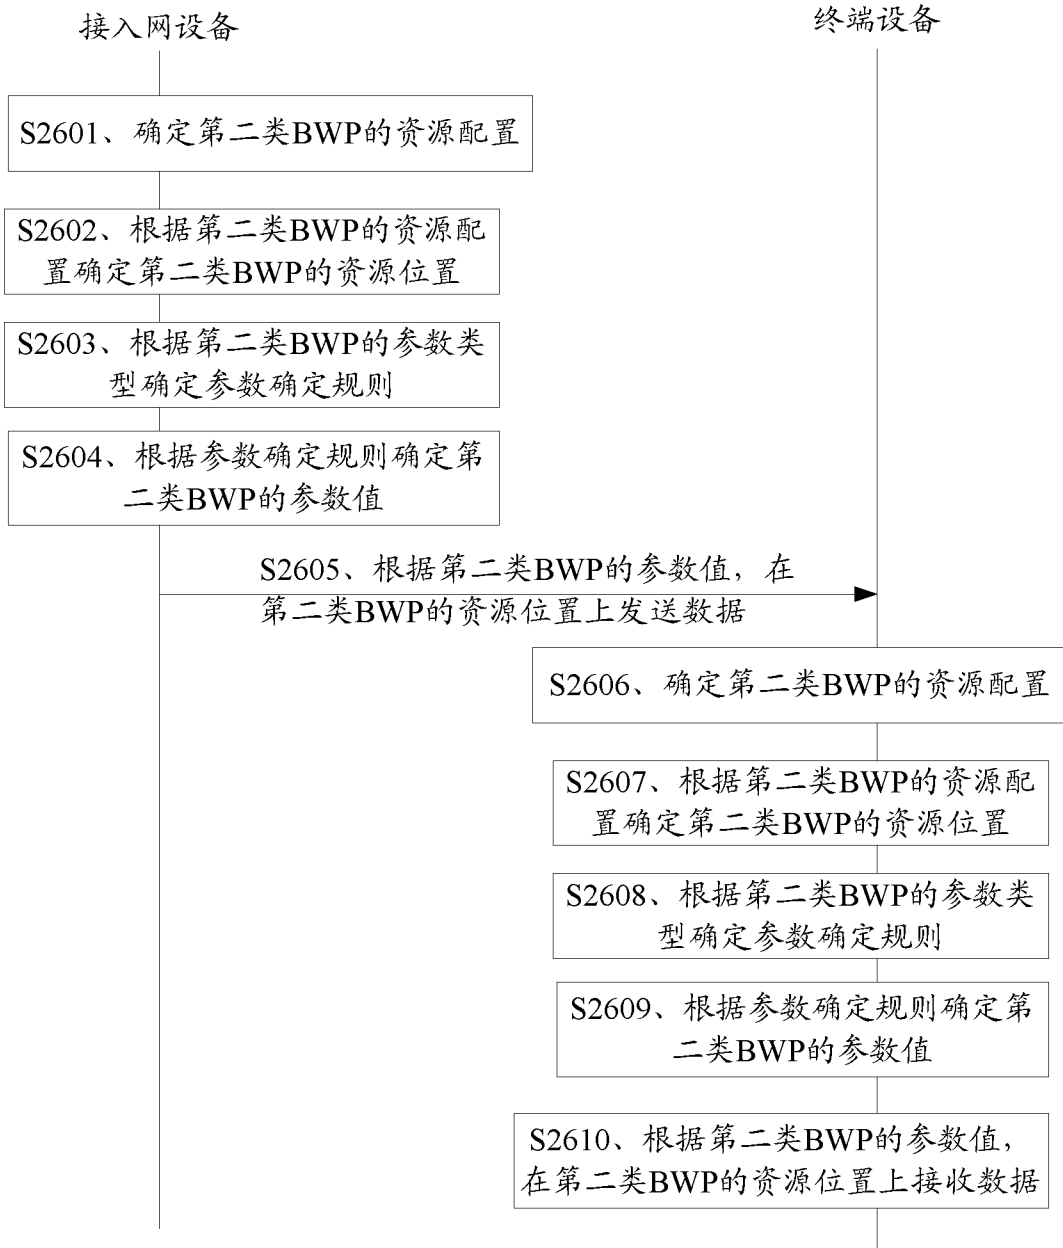 接入网设备
终端设备
S2601、确定第二类BWP的资源配置
S2602、根据第二类BWP的资源配
置确定第二类BWP的资源位置
S2603、根据第二类BWP的参数类
型确定参数确定规则
S2604、根据参数确定规则确定第
二类BWP的参数值
S2605、根据第二类BWP的参数值，在
第二类BWP的资源位置上发送数据
S2606、确定第二类BWP的资源配置
S2607、根据第二类BWP的资源配
置确定第二类BWP的资源位置
S2608、根据第二类BWP的参数类
型确定参数确定规则
S2609、根据参数确定规则确定第
二类BWP的参数值
S2610、根据第二类BWP的参数值，
在第二类BWP的资源位置上接收数据